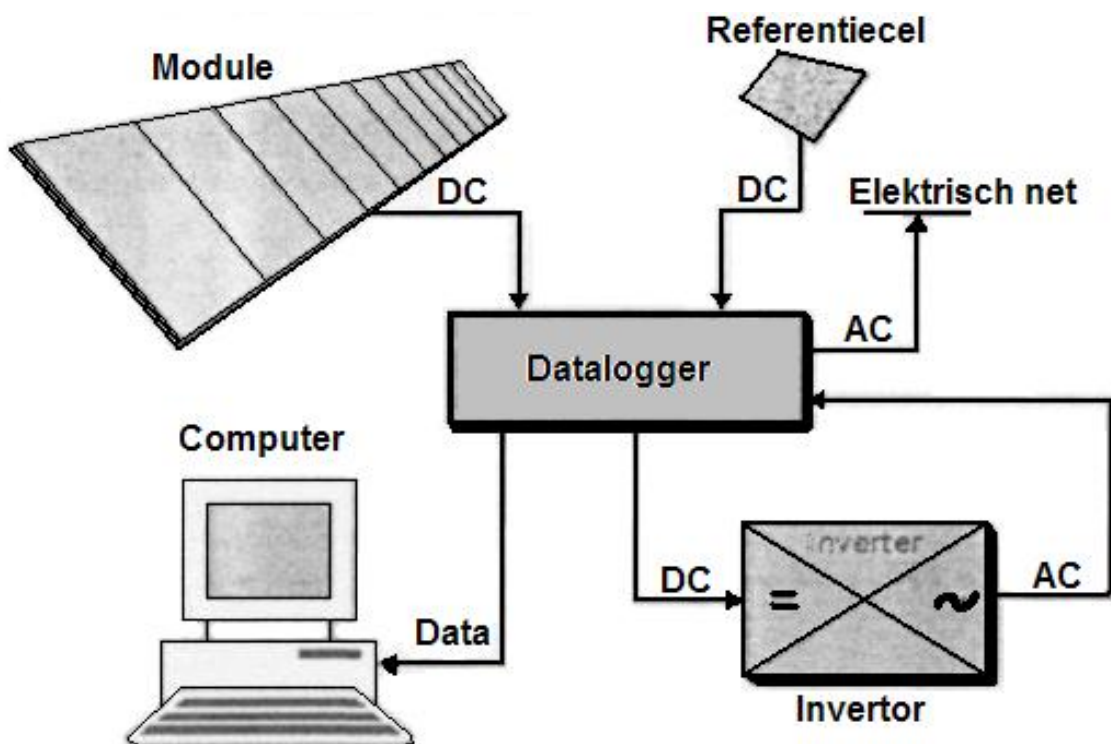 Referentiecel
Module
DC
DC
Elektrisch net
AC
Datalogger
Computer
Inverter
DC
= ~
AC
Data
Invertor